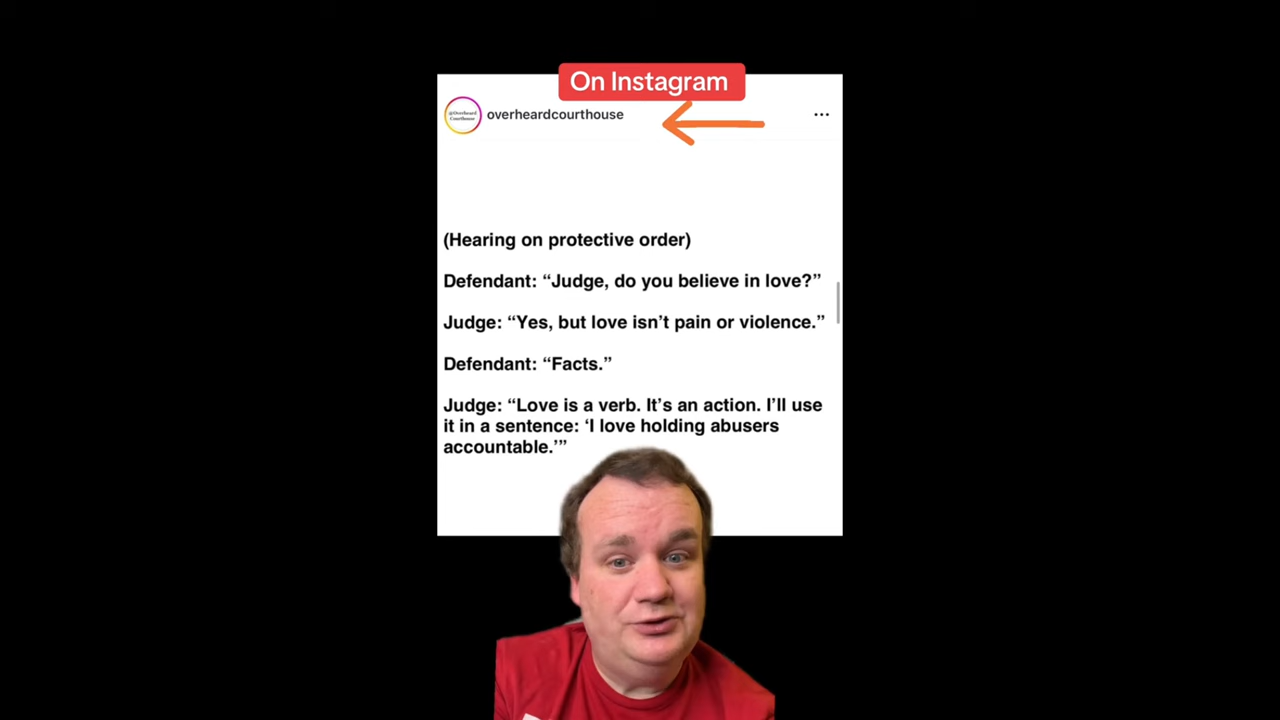 On Instagram
@Overheard
Courthouse
overheardcourthouse
(Hearing on protective order)
Defendant: “Judge, do you believe in love?”
Judge: “Yes, but love isn’t pain or violence.”
Defendant: “Facts.”
Judge: “Love is a verb. It’s an action. I’ll use
it in a sentence: ‘I love holding abusers
accountable.’”